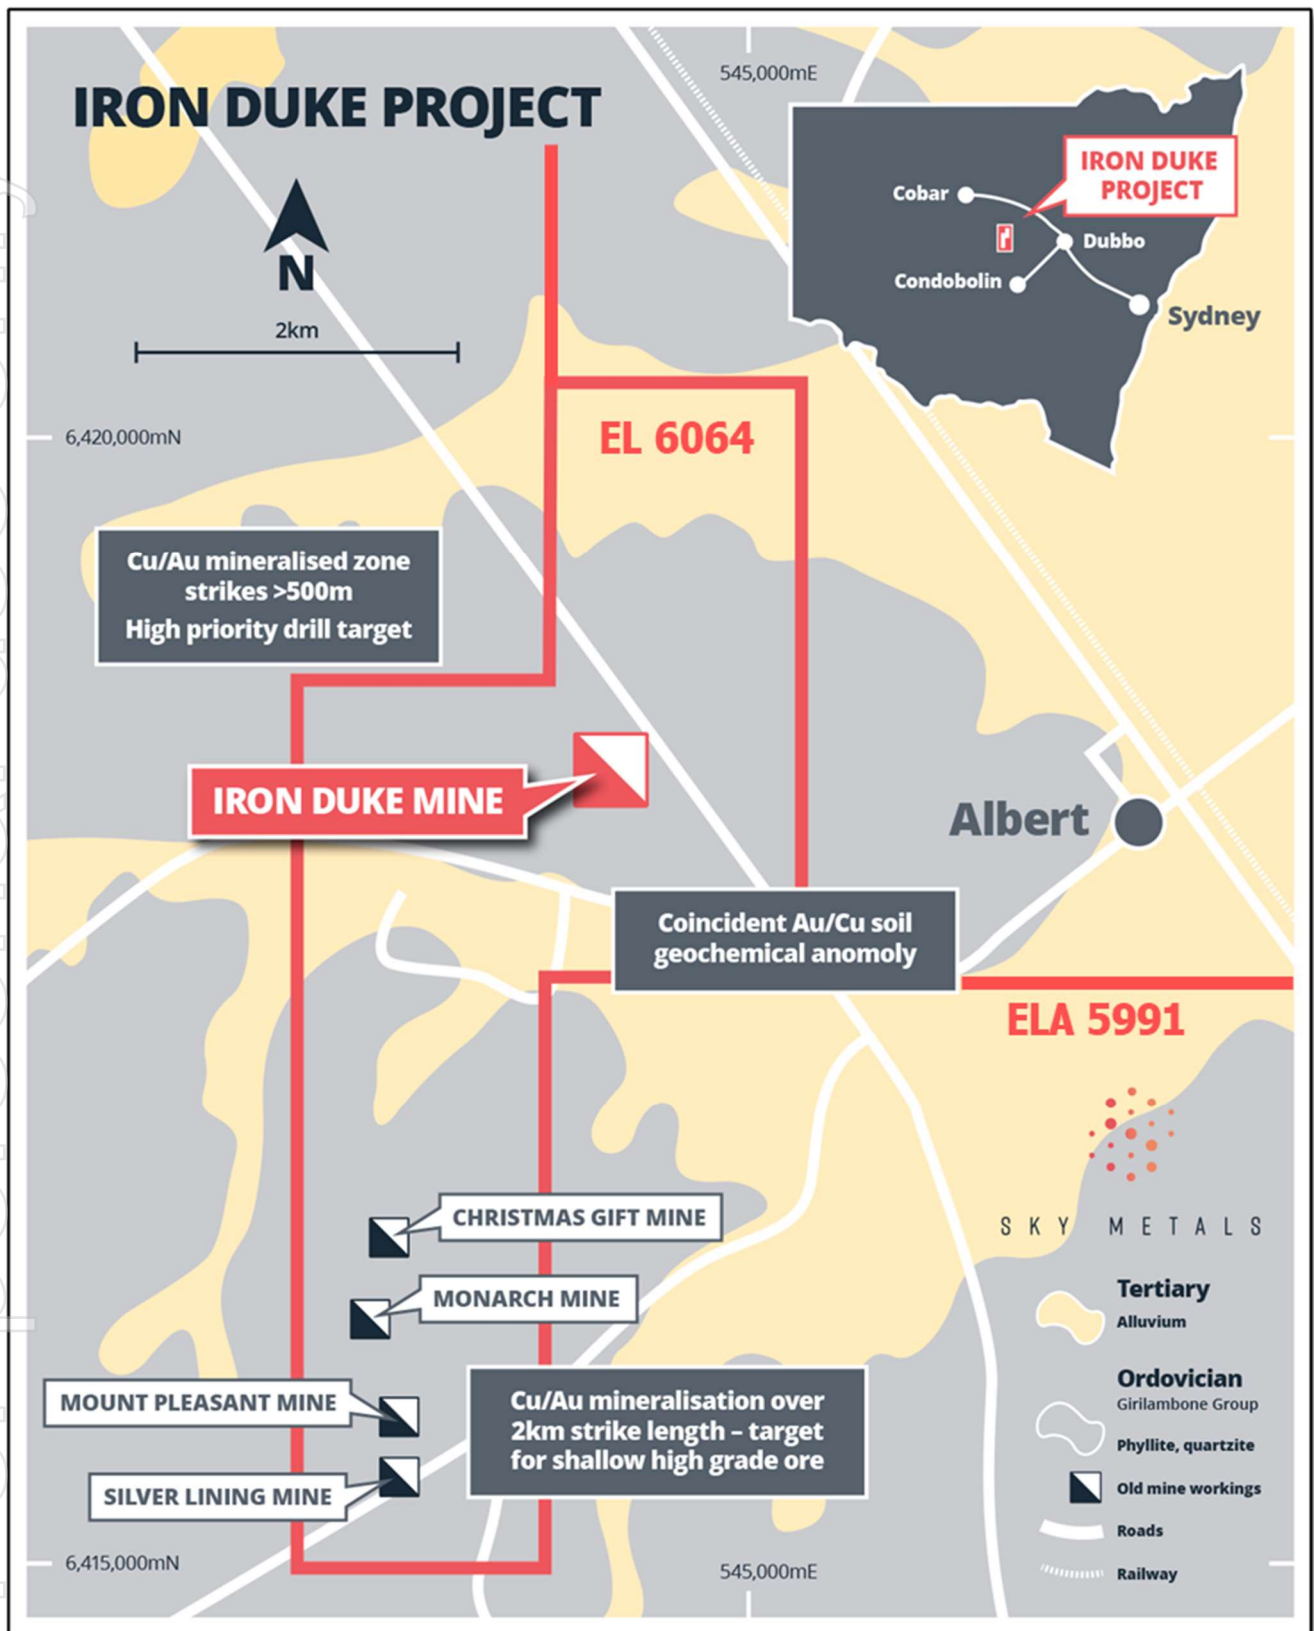 IRON DUKE PROJECT
545,000mE
N
2km
IRON DUKE
PROJECT
Cobar
Dubbo
Condobolin
Sydney
6,420,000mN
EL 6064
Cu/Au mineralised zone
strikes >500m
High priority drill target
IRON DUKE MINE
Albert
Coincident Au/Cu soil
geochemical anomoly
ELA 5991
SKY METALS
CHRISTMAS GIFT MINE
MONARCH MINE
MOUNT PLEASANT MINE
SILVER LINING MINE
Cu/Au mineralisation over
2km strike length – target
for shallow high grade ore
Tertiary
Alluvium
Ordovician
Girilambone Group
Phyllite, quartzite
Old mine workings
Roads
Railway
6,415,000mN
545,000mE